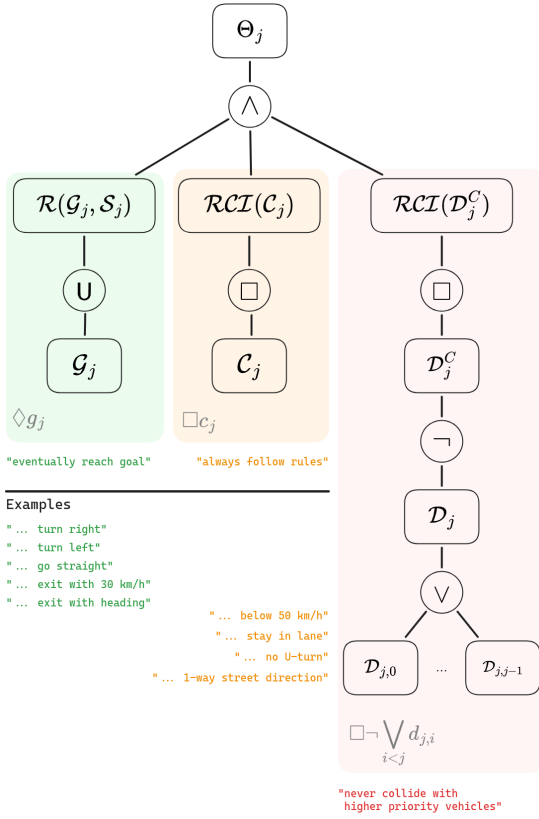 Θ_j
∧
ℛ(𝒢_j, 𝒮_j)
ℛ𝒞ℐ(𝒞_j)
ℛ𝒞ℐ(𝒟_j^C)
U
□
□
𝒢_j
𝒞_j
𝒟_j^C
◇g_j
□c_j
¬
"eventually reach goal"
"always follow rules"
𝒟_j
Examples
"... turn right"
"... turn left"
"... go straight"
"... exit with 30 km/h"
"... exit with heading"
"... below 50 km/h"
"... stay in lane"
"... no U-turn"
"... 1-way street direction"
∨
𝒟_{j,0}
...
𝒟_{j,j−1}
□¬ ⋁_{i<j} d_{j,i}
"never collide with
higher priority vehicles"